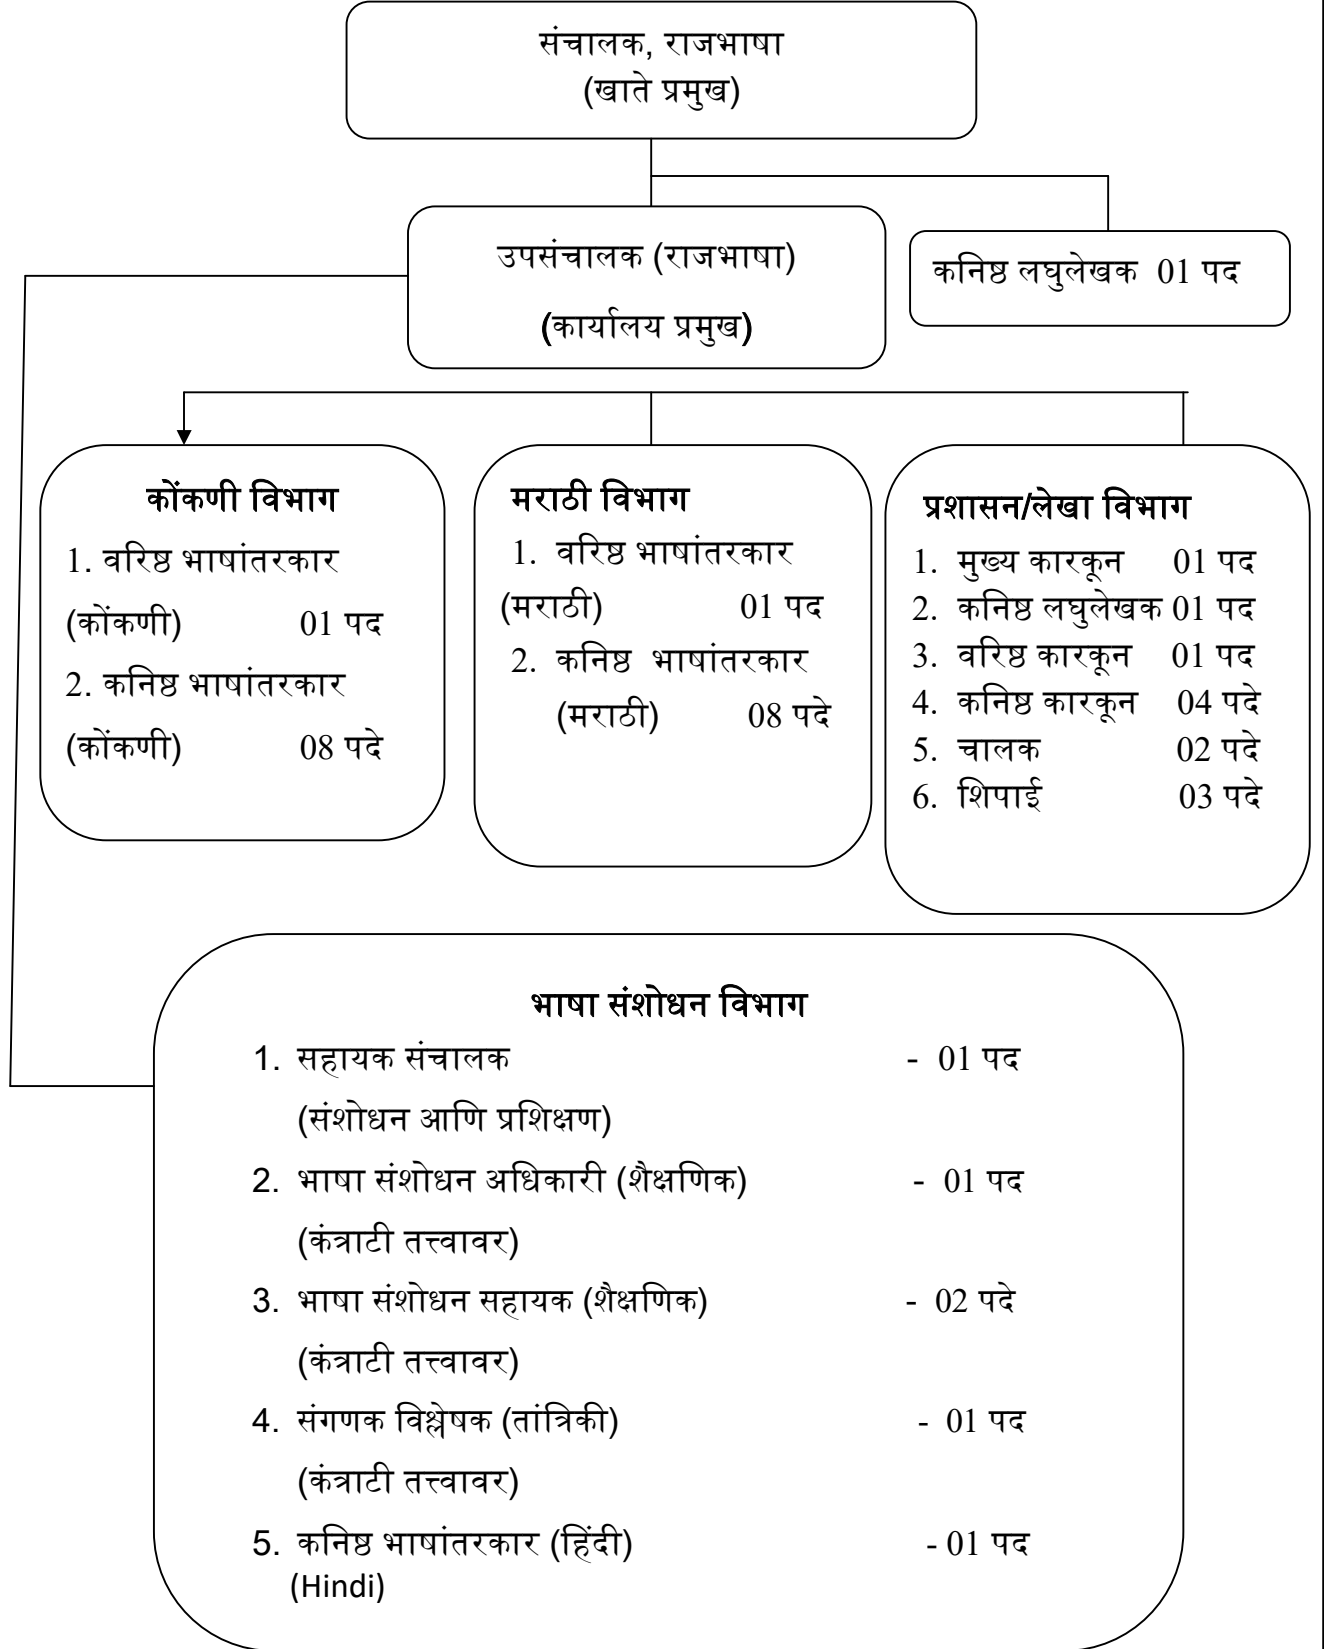 संचालक, राजभाषा
(खाते प्रमुख)
उपसंचालक (राजभाषा)
(कार्यालय प्रमुख)
कनिष्ठ लघुलेखक 01 पद
कोंकणी विभाग
1. वरिष्ठ भाषांतरकार
(कोंकणी) 01 पद
2. कनिष्ठ भाषांतरकार
(कोंकणी) 08 पदे
मराठी विभाग
1. वरिष्ठ भाषांतरकार
(मराठी) 01 पद
2. कनिष्ठ भाषांतरकार
(मराठी) 08 पदे
प्रशासन/लेखा विभाग
1. मुख्य कारकून 01 पद
2. कनिष्ठ लघुलेखक 01 पद
3. वरिष्ठ कारकून 01 पद
4. कनिष्ठ कारकून 04 पदे
5. चालक 02 पदे
6. शिपाई 03 पदे
भाषा संशोधन विभाग
1. सहायक संचालक - 01 पद
(संशोधन आणि प्रशिक्षण)
2. भाषा संशोधन अधिकारी (शैक्षणिक) - 01 पद
(कंत्राटी तत्त्वावर)
3. भाषा संशोधन सहायक (शैक्षणिक) - 02 पदे
(कंत्राटी तत्त्वावर)
4. संगणक विश्लेषक (तांत्रिकी) - 01 पद
(कंत्राटी तत्त्वावर)
5. कनिष्ठ भाषांतरकार (हिंदी) - 01 पद
(Hindi)